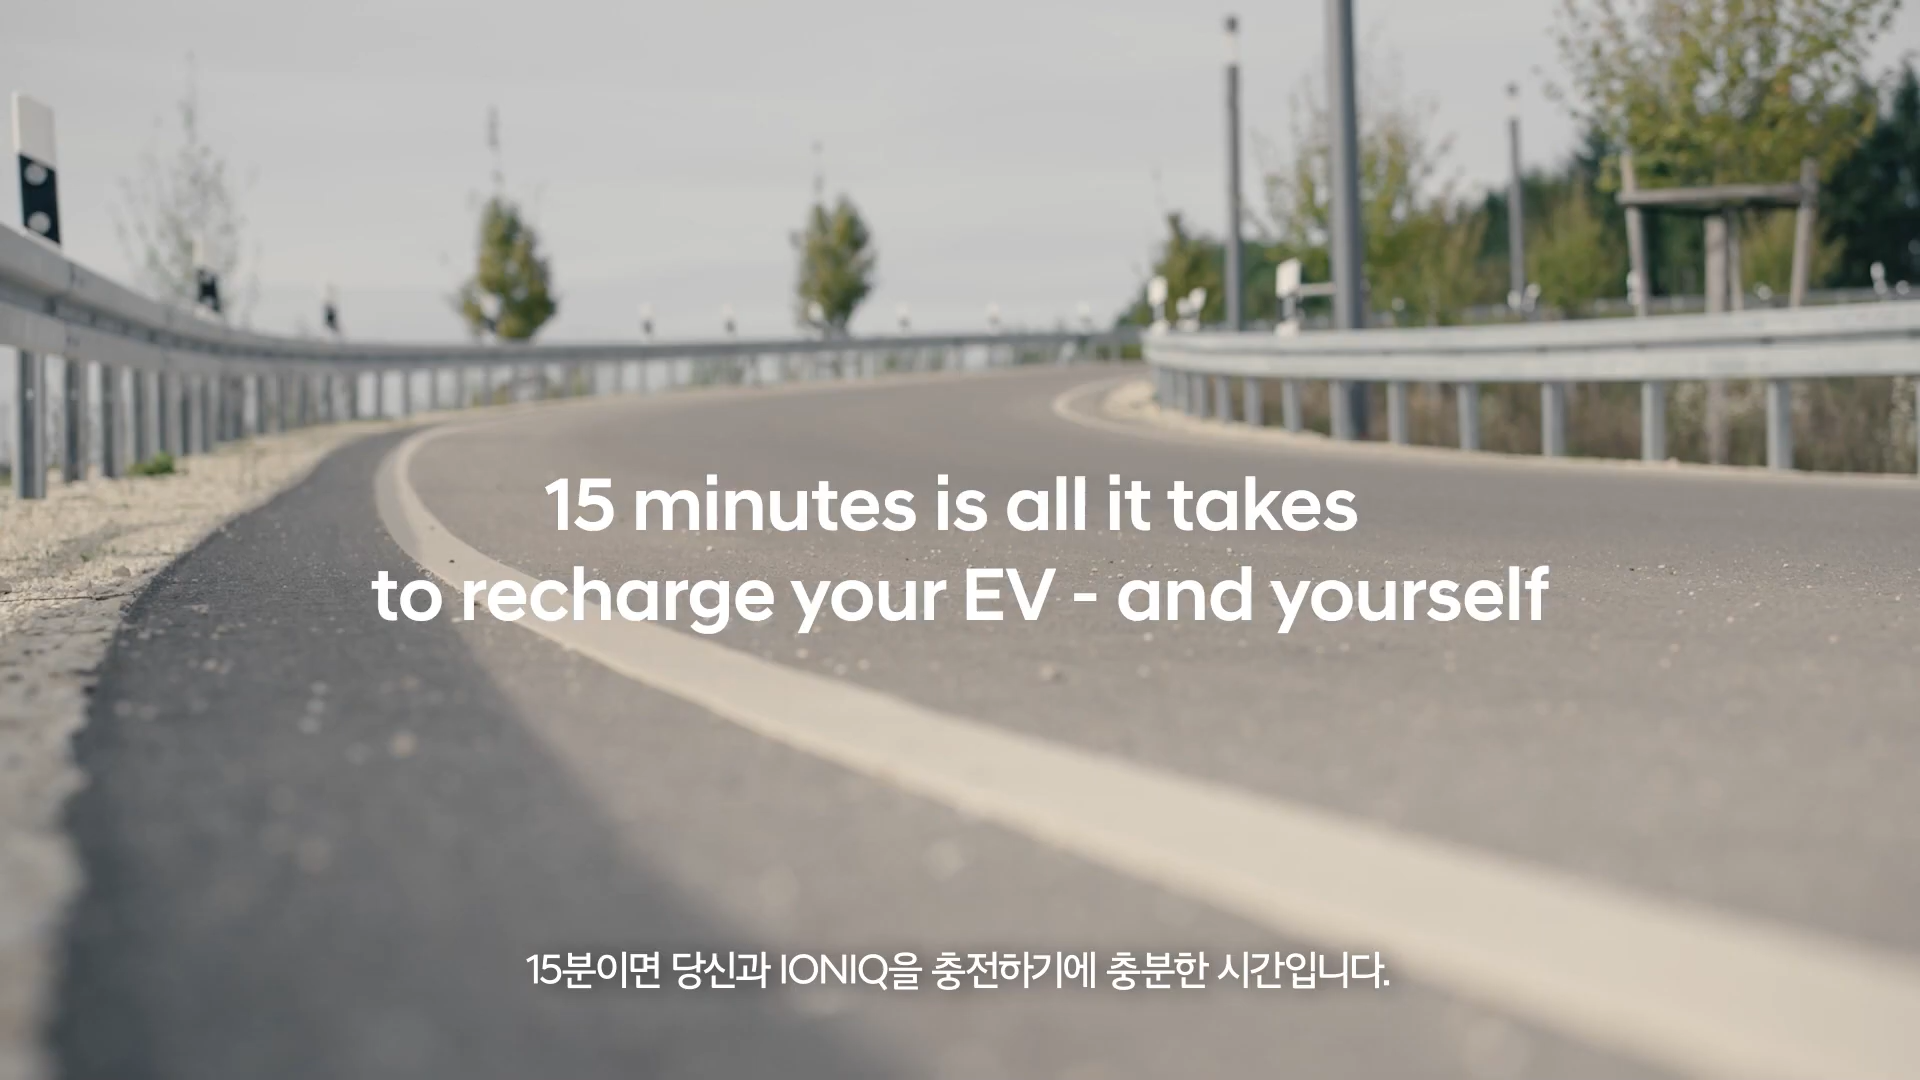 15 minutes is all it takes
to recharge your EV - and yourself
15분이면 당신과 IONIQ을 충전하기에 충분한 시간입니다.